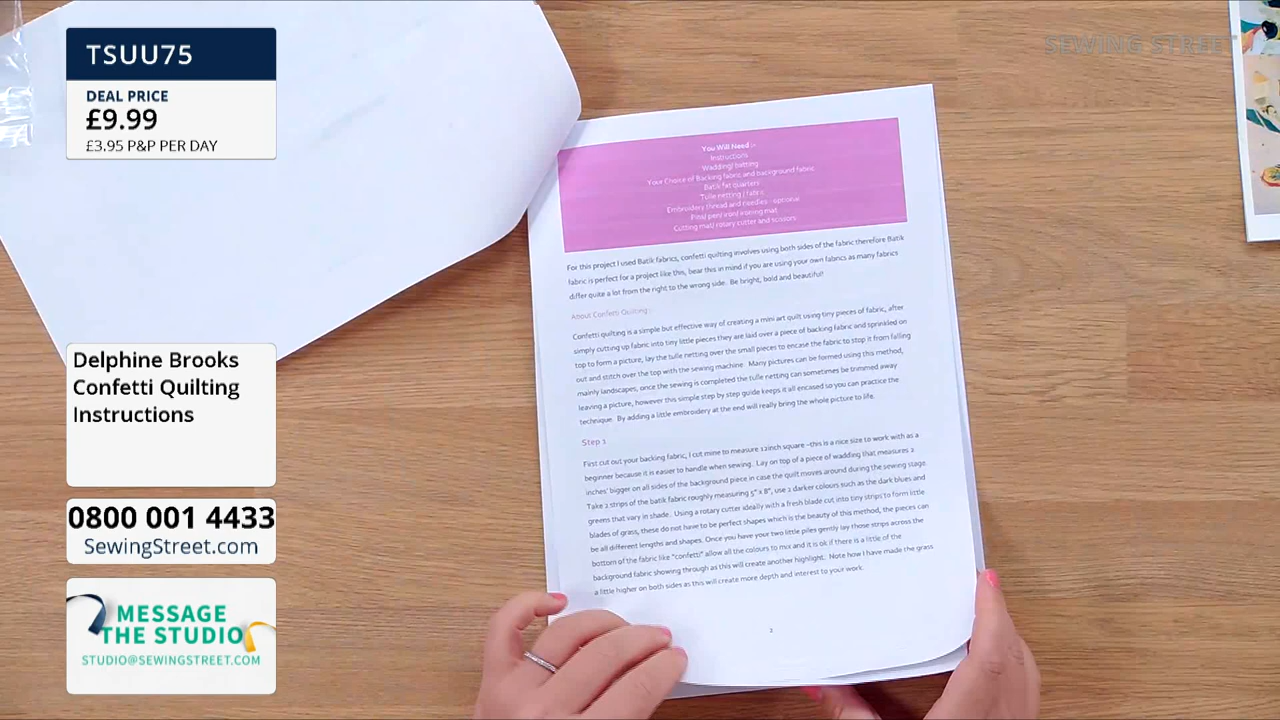 TSUU75
DEAL PRICE
£9.99
£3.95 P&P PER DAY
SEWING STREET
You Will Need :-
Instructions
Wadding/ batting
Your Choice of Backing fabric and background fabric
Batik fat quarters
Tulle netting / fabric
Embroidery thread and needles - optional
Pins/ pen/ iron/ ironing mat
Cutting mat/ rotary cutter and scissors
For this project I used Batik fabrics, confetti quilting involves using both sides of the fabric therefore Batik
fabric is perfect for a project like this, bear this in mind if you are using your own fabrics as many fabrics
differ quite a lot from the right to the wrong side. Be bright, bold and beautiful!
About Confetti Quilting:
Confetti quilting is a simple but effective way of creating a mini art quilt using tiny pieces of fabric, after
simply cutting up fabric into tiny little pieces they are laid over a piece of backing fabric and sprinkled on
top to form a picture, lay the tulle netting over the small pieces to encase the fabric to stop it from falling
out and stitch over the top with the sewing machine. Many pictures can be formed using this method,
mainly landscapes, once the sewing is completed the tulle netting can sometimes be trimmed away
leaving a picture, however this simple step by step guide keeps it all encased so you can practice the
technique. By adding a little embroidery at the end will really bring the whole picture to life.
Step 1
First cut out your backing fabric, I cut mine to measure 12inch square –this is a nice size to work with as a
beginner because it is easier to handle when sewing. Lay on top of a piece of wadding that measures 2
inches' bigger on all sides of the background piece in case the quilt moves around during the sewing stage.
Take 2 strips of the batik fabric roughly measuring 5" x 8", use 2 darker colours such as the dark blues and
greens that vary in shade. Using a rotary cutter ideally with a fresh blade cut into tiny strips to form little
blades of grass, these do not have to be perfect shapes which is the beauty of this method, the pieces can
be all different lengths and shapes. Once you have your two little piles gently lay those strips across the
bottom of the fabric like "confetti" allow all the colours to mix and it is ok if there is a little of the
background fabric showing through as this will create another highlight. Note how I have made the grass
a little higher on both sides as this will create more depth and interest to your work.
2
Delphine Brooks
Confetti Quilting
Instructions
0800 001 4433
SewingStreet.com
MESSAGE
THE STUDIO
STUDIO@SEWINGSTREET.COM